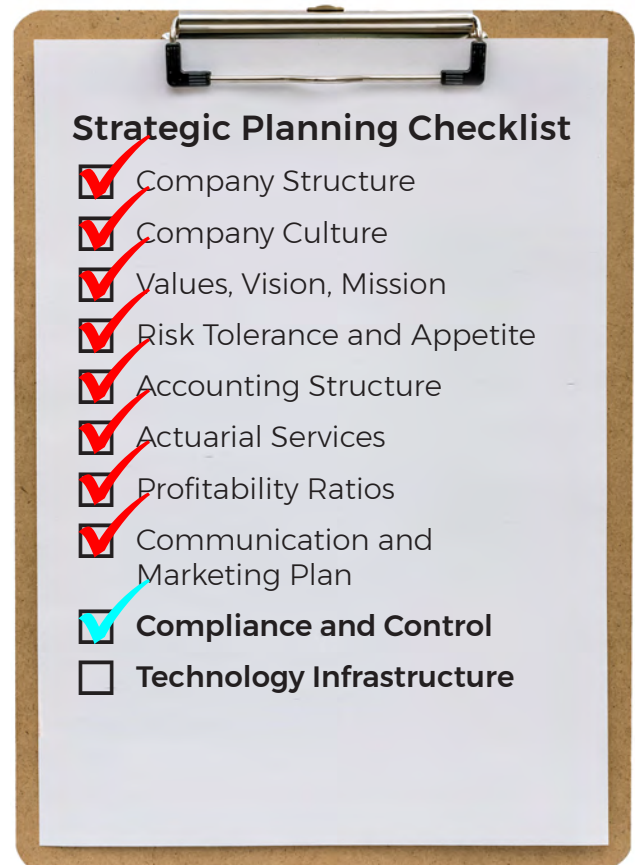 Strategic Planning Checklist
Company Structure
Company Culture
Values, Vision, Mission
Risk Tolerance and Appetite
Accounting Structure
Actuarial Services
Profitability Ratios
Communication and
Marketing Plan
Compliance and Control
Technology Infrastructure